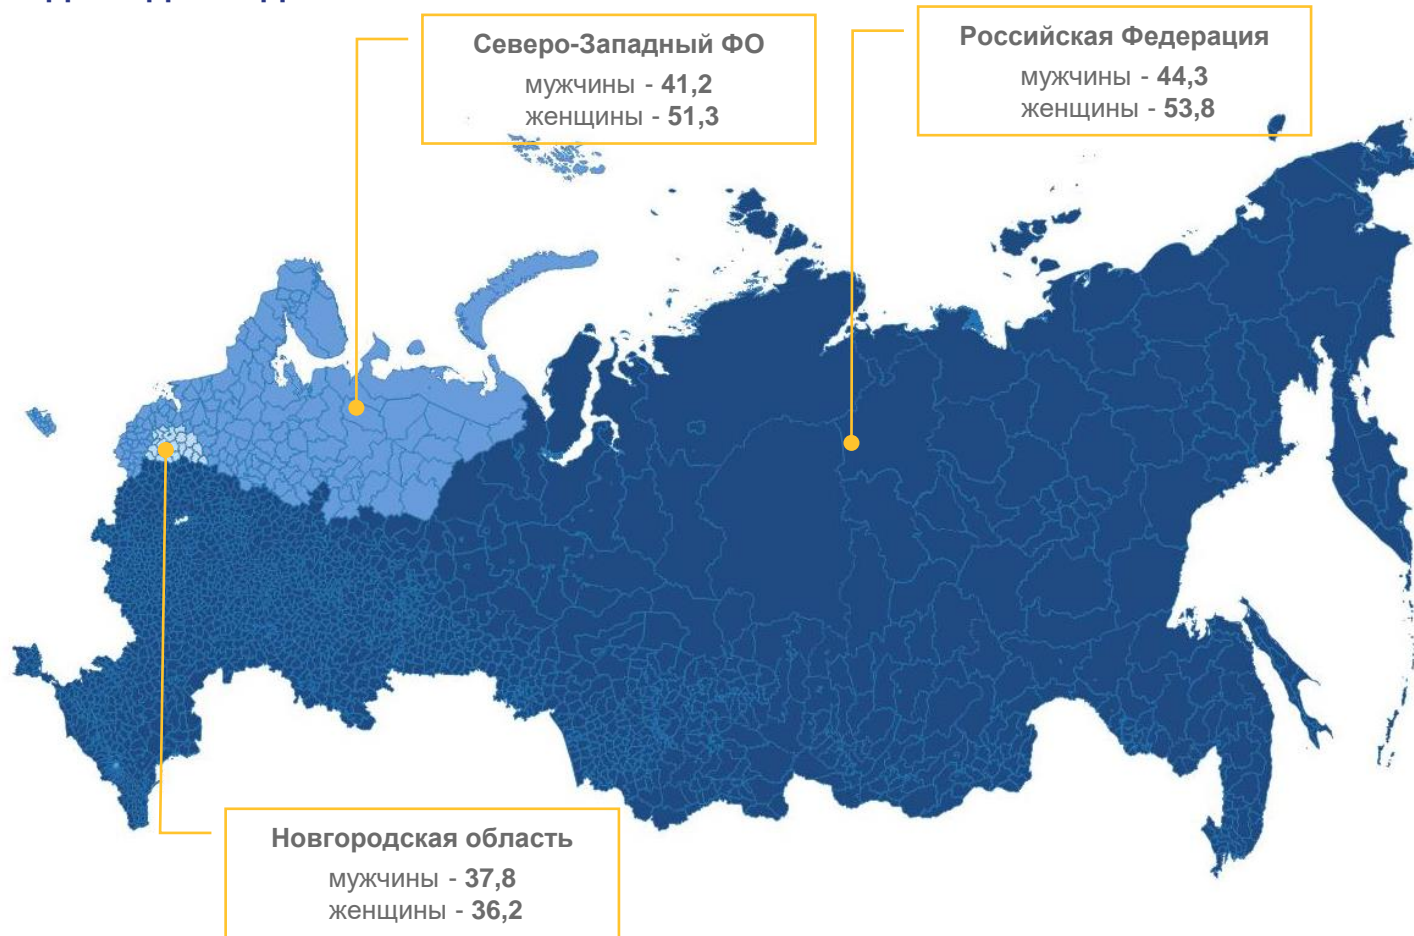 Северо-Западный ФО
мужчины - 41,2
женщины - 51,3
Российская Федерация
мужчины - 44,3
женщины - 53,8
Новгородская область
мужчины - 37,8
женщины - 36,2